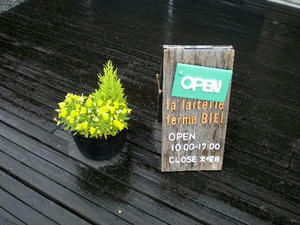 OPEN
la laiterie
ferme BIEI
OPEN
10:00-17:00
CLOSE 火曜日